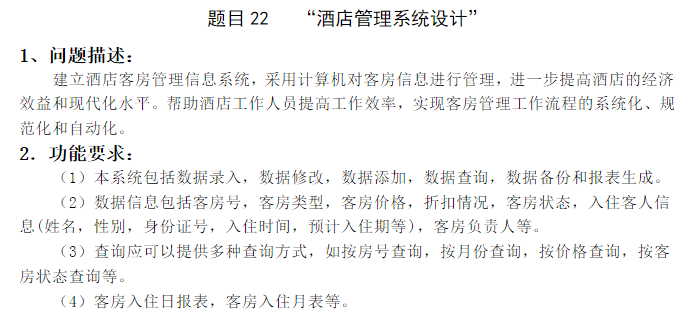 题目 22 “酒店管理系统设计”
1、问题描述：
建立酒店客房管理信息系统，采用计算机对客房信息进行管理，进一步提高酒店的经济
效益和现代化水平。帮助酒店工作人员提高工作效率，实现客房管理工作流程的系统化、规
范化和自动化。
2．功能要求：
（1）本系统包括数据录入，数据修改，数据添加，数据查询，数据备份和报表生成。
（2）数据信息包括客房号，客房类型，客房价格，折扣情况，客房状态，入住客人信
息(姓名，性别，身份证号，入住时间，预计入住期等)，客房负责人等。
（3）查询应可以提供多种查询方式，如按房号查询，按月份查询，按价格查询，按客
房状态查询等。
（4）客房入住日报表，客房入住月表等。